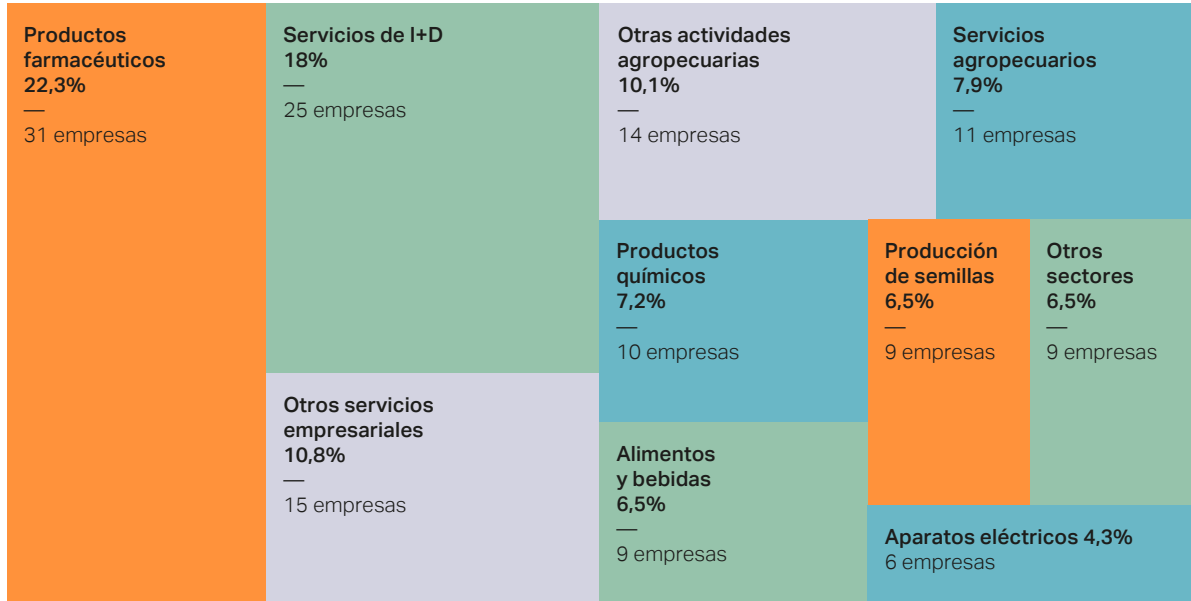 Productos
farmacéuticos
22,3%
—
31 empresas
Servicios de I+D
18%
—
25 empresas
Otros servicios
empresariales
10,8%
—
15 empresas
Otras actividades
agropecuarias
10,1%
—
14 empresas
Servicios
agropecuarios
7,9%
—
11 empresas
Productos
químicos
7,2%
—
10 empresas
Producción
de semillas
6,5%
—
9 empresas
Otros
sectores
6,5%
—
9 empresas
Alimentos
y bebidas
6,5%
—
9 empresas
Aparatos eléctricos 4,3%
6 empresas